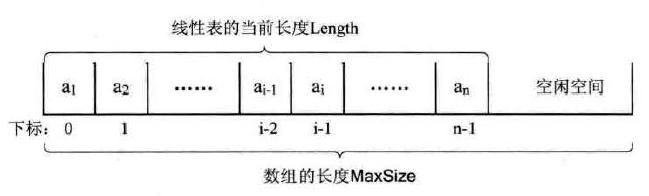 线性表的当前长度Length
a1 a2 …… ai-1 ai …… an 空闲空间
下标: 0 1 i-2 i-1 n-1
数组的长度MaxSize